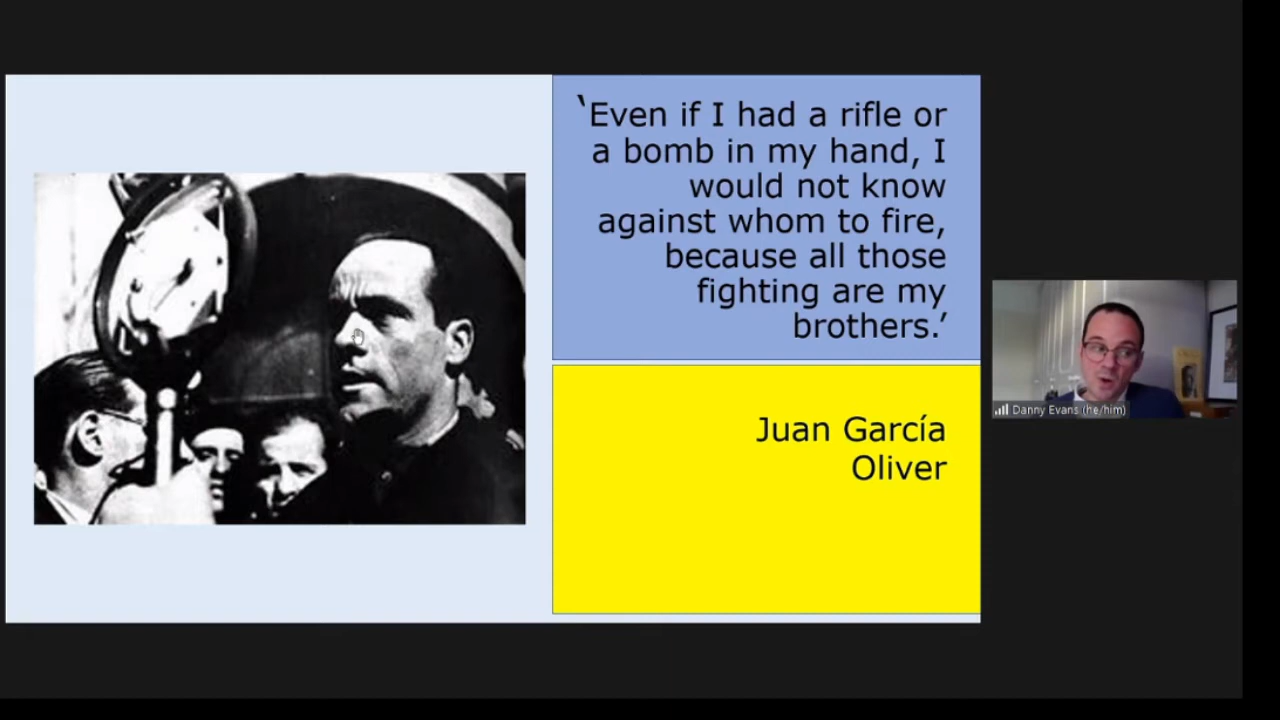 ‘Even if I had a rifle or
a bomb in my hand, I
would not know
against whom to fire,
because all those
fighting are my
brothers.’
Juan García
Oliver
Danny Evans (he/him)